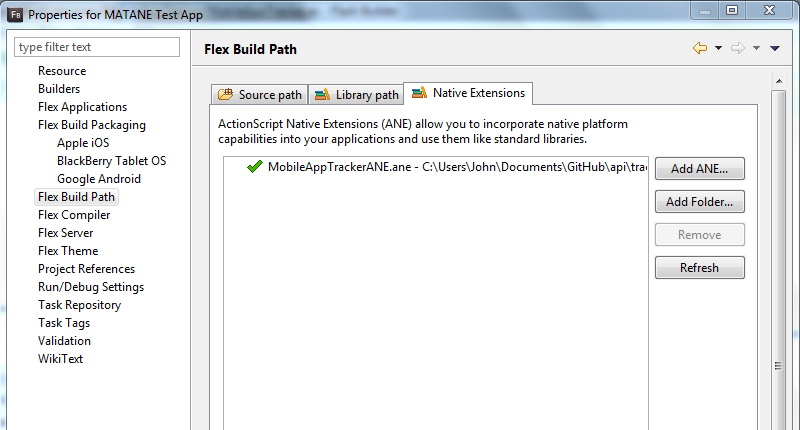 FB Properties for MATANE Test App
type filter text
Flex Build Path
Resource
Builders
Flex Applications
Flex Build Packaging
Apple iOS
BlackBerry Tablet OS
Google Android
Flex Build Path
Flex Compiler
Flex Server
Flex Theme
Project References
Run/Debug Settings
Task Repository
Task Tags
Validation
WikiText
Source path
Library path
Native Extensions
ActionScript Native Extensions (ANE) allow you to incorporate native platform
capabilities into your applications and use them like standard libraries.
MobileAppTrackerANE.ane - C:\Users\John\Documents\GitHub\api\trac
Add ANE...
Add Folder...
Remove
Refresh